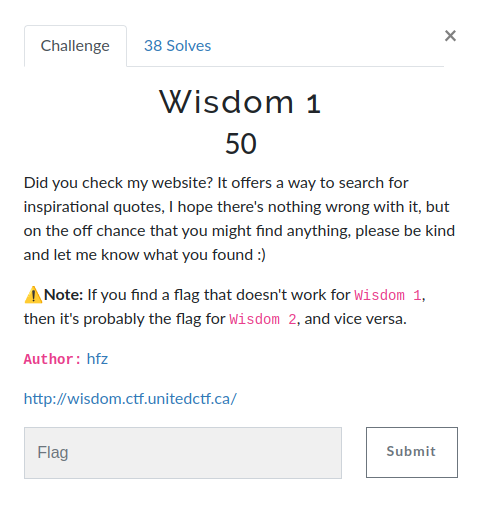 Challenge
38 Solves
×
Wisdom 1
50
Did you check my website? It offers a way to search for
inspirational quotes, I hope there's nothing wrong with it, but
on the off chance that you might find anything, please be kind
and let me know what you found :)
⚠️Note: If you find a flag that doesn't work for Wisdom 1,
then it's probably the flag for Wisdom 2, and vice versa.
Author: hfz
http://wisdom.ctf.unitedctf.ca/
Flag
Submit